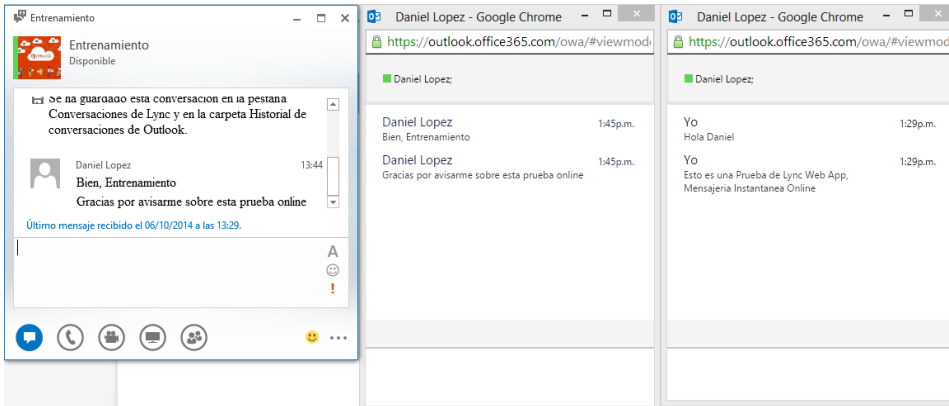 Entrenamiento
Entrenamiento
Disponible
Se ha guardado esta conversación en la pestaña
Conversaciones de Lync y en la carpeta Historial de
conversaciones de Outlook.
Daniel Lopez 13:44
Bien, Entrenamiento
Gracias por avisarme sobre esta prueba online
Último mensaje recibido el 06/10/2014 a las 13:29.
A
!
Daniel Lopez - Google Chrome
https://outlook.office365.com/owa/#viewmod
Daniel Lopez;
Daniel Lopez 1:45p.m.
Bien, Entrenamiento
Daniel Lopez 1:45p.m.
Gracias por avisarme sobre esta prueba online
Daniel Lopez - Google Chrome
https://outlook.office365.com/owa/#viewmod
Daniel Lopez;
Yo 1:29p.m.
Hola Daniel
Yo 1:29p.m.
Esto es una Prueba de Lync Web App,
Mensajeria Instantanea Online